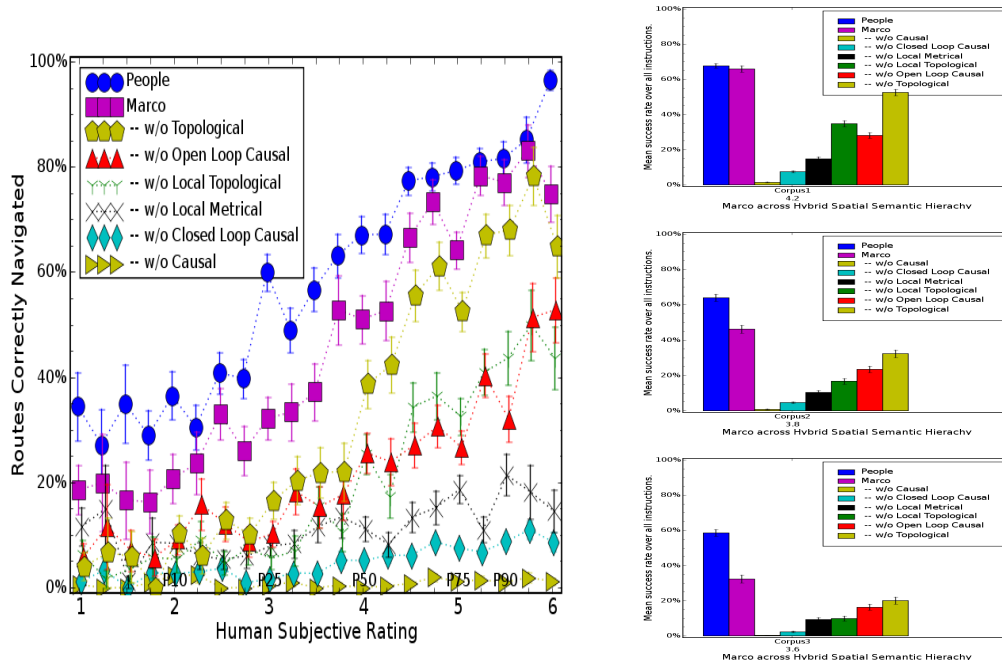 Routes Correctly Navigated
100%
80%
60%
40%
20%
0%
People
Marco
-- w/o Topological
-- w/o Open Loop Causal
-- w/o Local Topological
-- w/o Local Metrical
-- w/o Closed Loop Causal
-- w/o Causal
P10 P25 P50 P75 P90
1 2 3 4 5 6
Human Subjective Rating
Mean success rate over all instructions.
100%
80%
60%
40%
20%
0%
People
Marco
-- w/o Causal
-- w/o Closed Loop Causal
-- w/o Local Metrical
-- w/o Local Topological
-- w/o Open Loop Causal
-- w/o Topological
Corpus1
4.2
Marco across Hybrid Spatial Semantic Hierachy
Mean success rate over all instructions.
100%
80%
60%
40%
20%
0%
People
Marco
-- w/o Causal
-- w/o Closed Loop Causal
-- w/o Local Metrical
-- w/o Local Topological
-- w/o Open Loop Causal
-- w/o Topological
Corpus2
3.8
Marco across Hybrid Spatial Semantic Hierachy
Mean success rate over all instructions.
100%
80%
60%
40%
20%
0%
People
Marco
-- w/o Causal
-- w/o Closed Loop Causal
-- w/o Local Metrical
-- w/o Local Topological
-- w/o Open Loop Causal
-- w/o Topological
Corpus3
3.6
Marco across Hybrid Spatial Semantic Hierachy